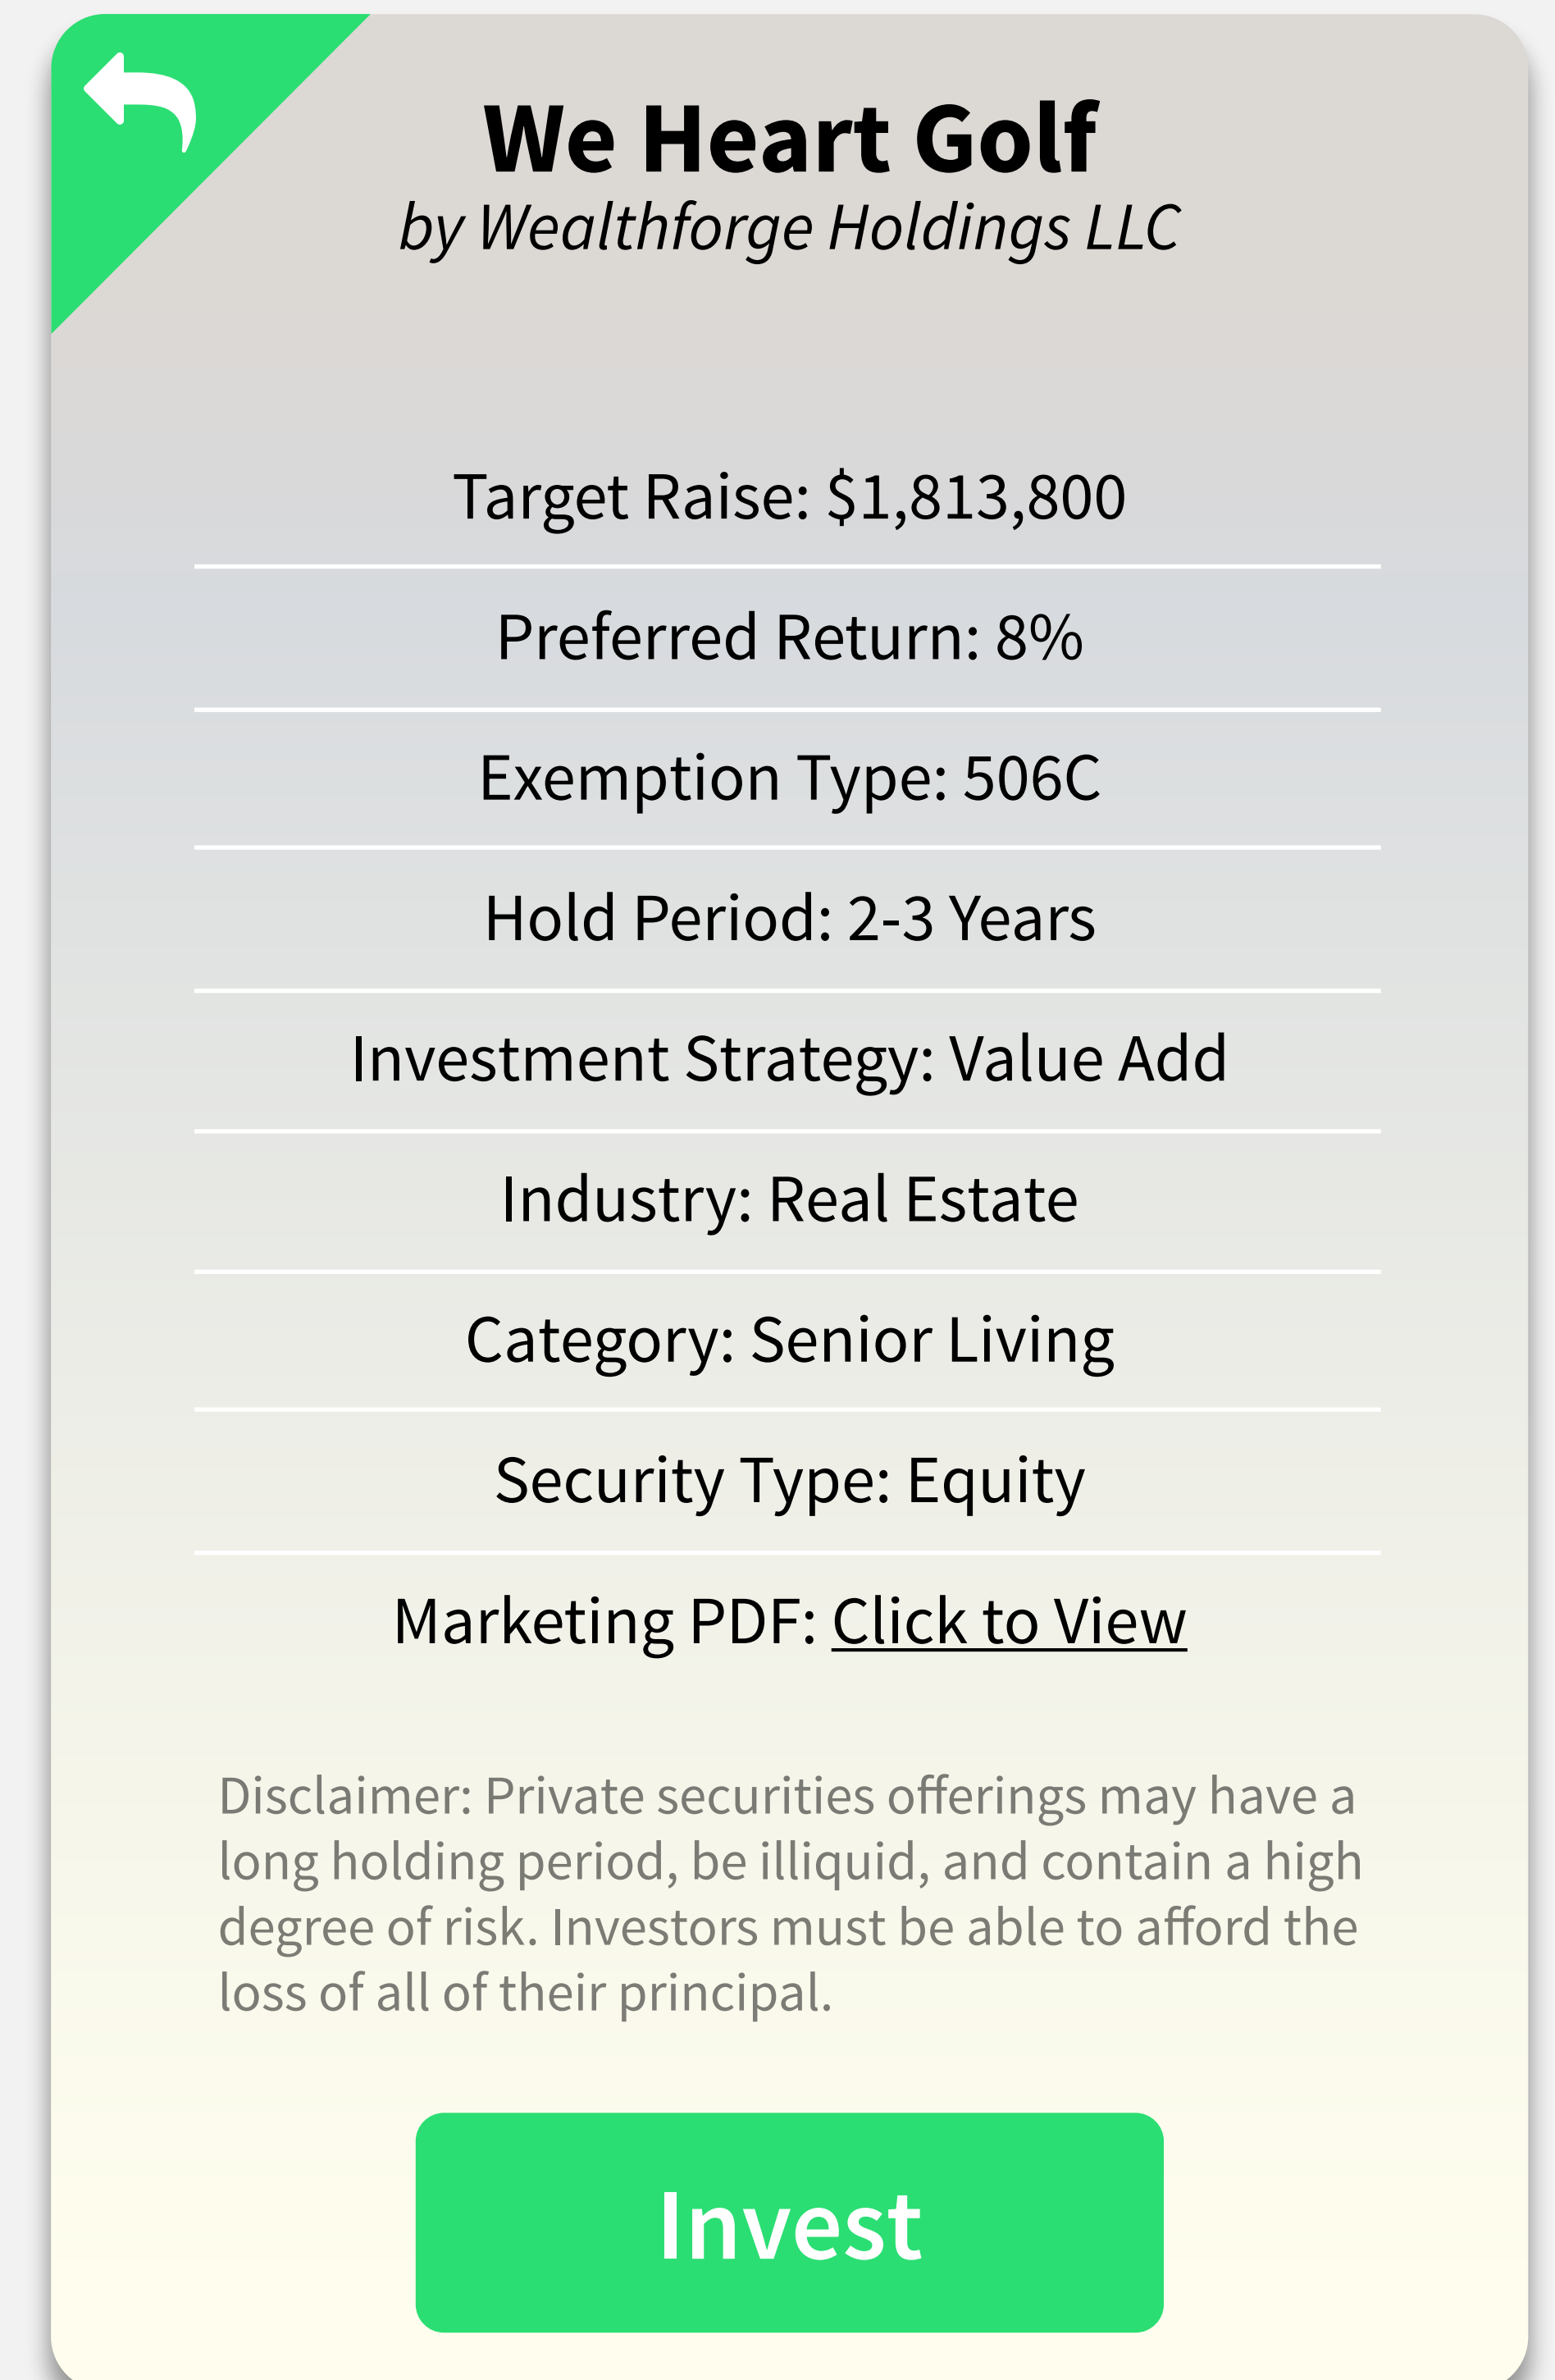 We Heart Golf
by Wealthforge Holdings LLC
Target Raise: $1,813,800
Preferred Return: 8%
Exemption Type: 506C
Hold Period: 2-3 Years
Investment Strategy: Value Add
Industry: Real Estate
Category: Senior Living
Security Type: Equity
Marketing PDF: Click to View
Disclaimer: Private securities offerings may have a
long holding period, be illiquid, and contain a high
degree of risk. Investors must be able to afford the
loss of all of their principal.
Invest